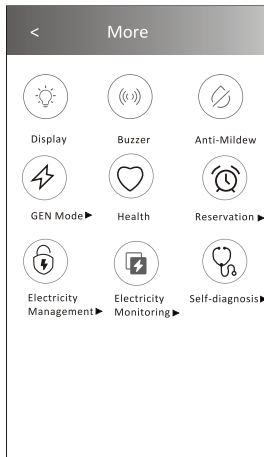 < More
Display Buzzer Anti-Mildew
GEN Mode▶ Health Reservation▶
Electricity Management▶ Electricity Monitoring▶ Self-diagnosis▶